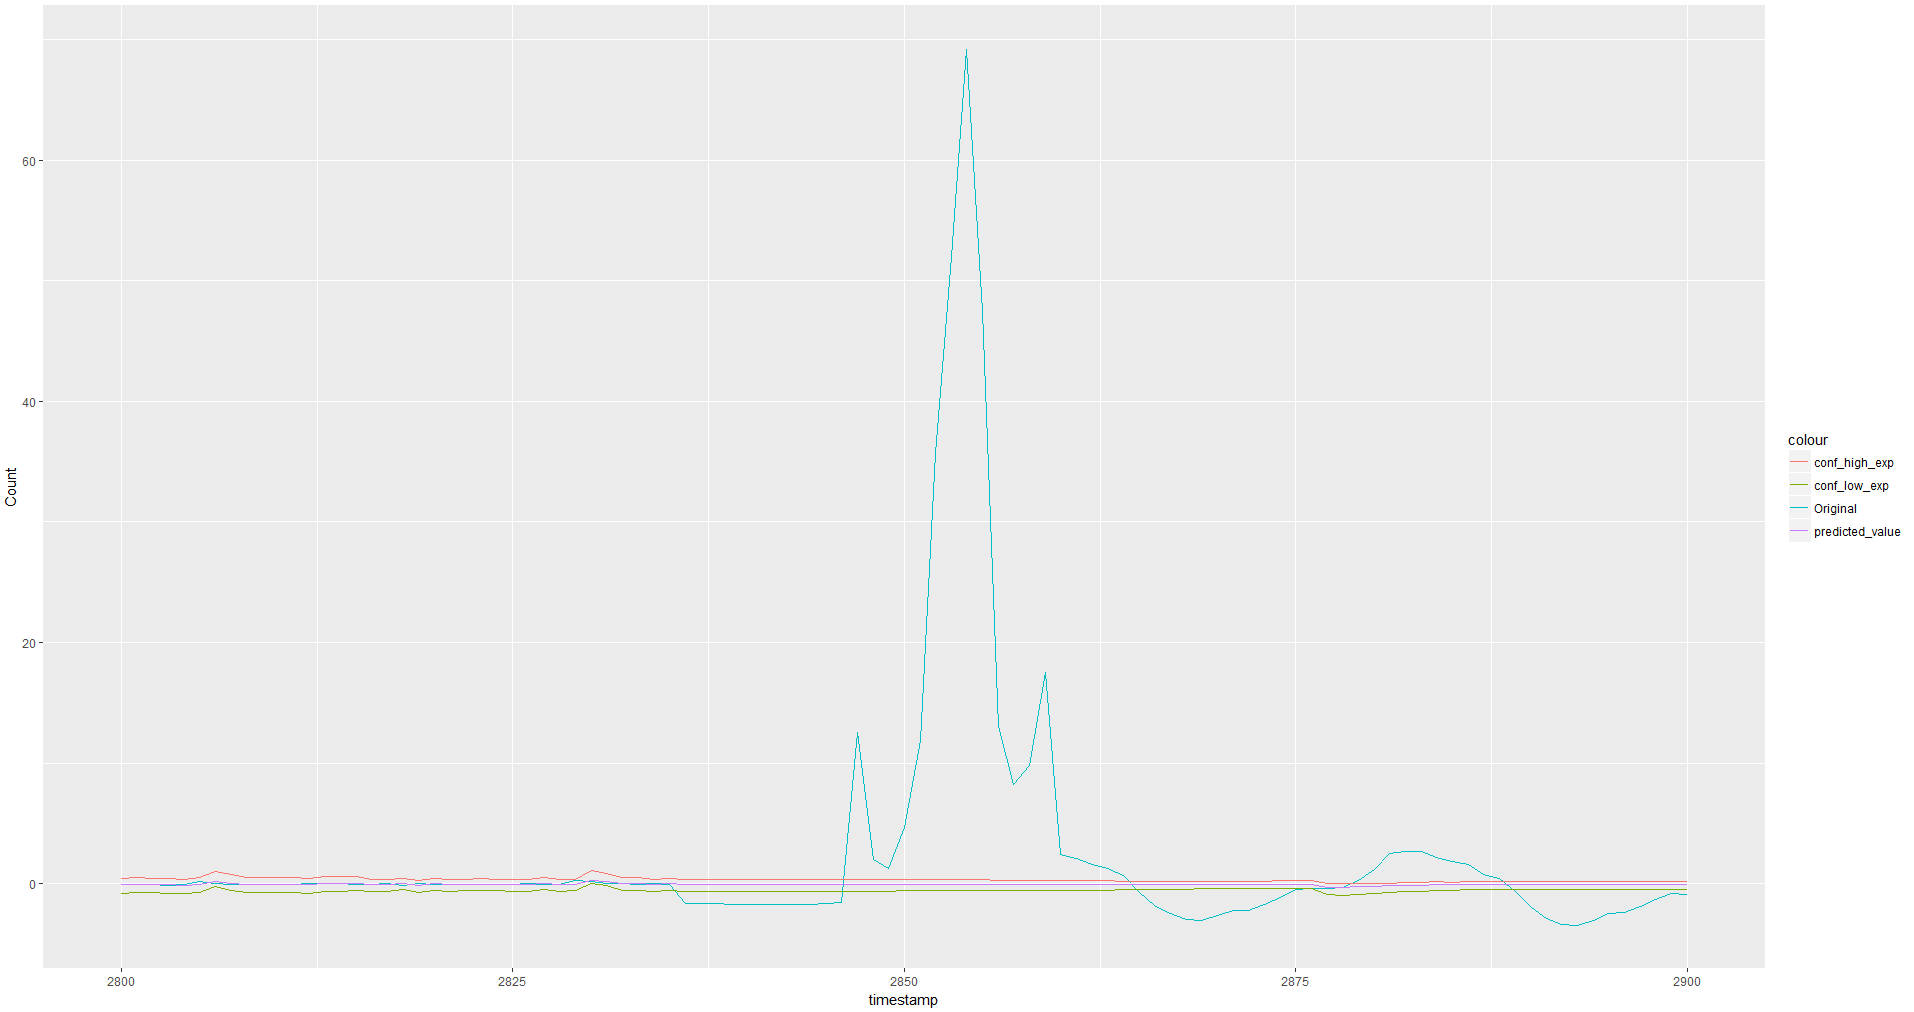 60
40
20
0
Count
2800
2825
2850
2875
2900
timestamp
colour
conf_high_exp
conf_low_exp
Original
predicted_value